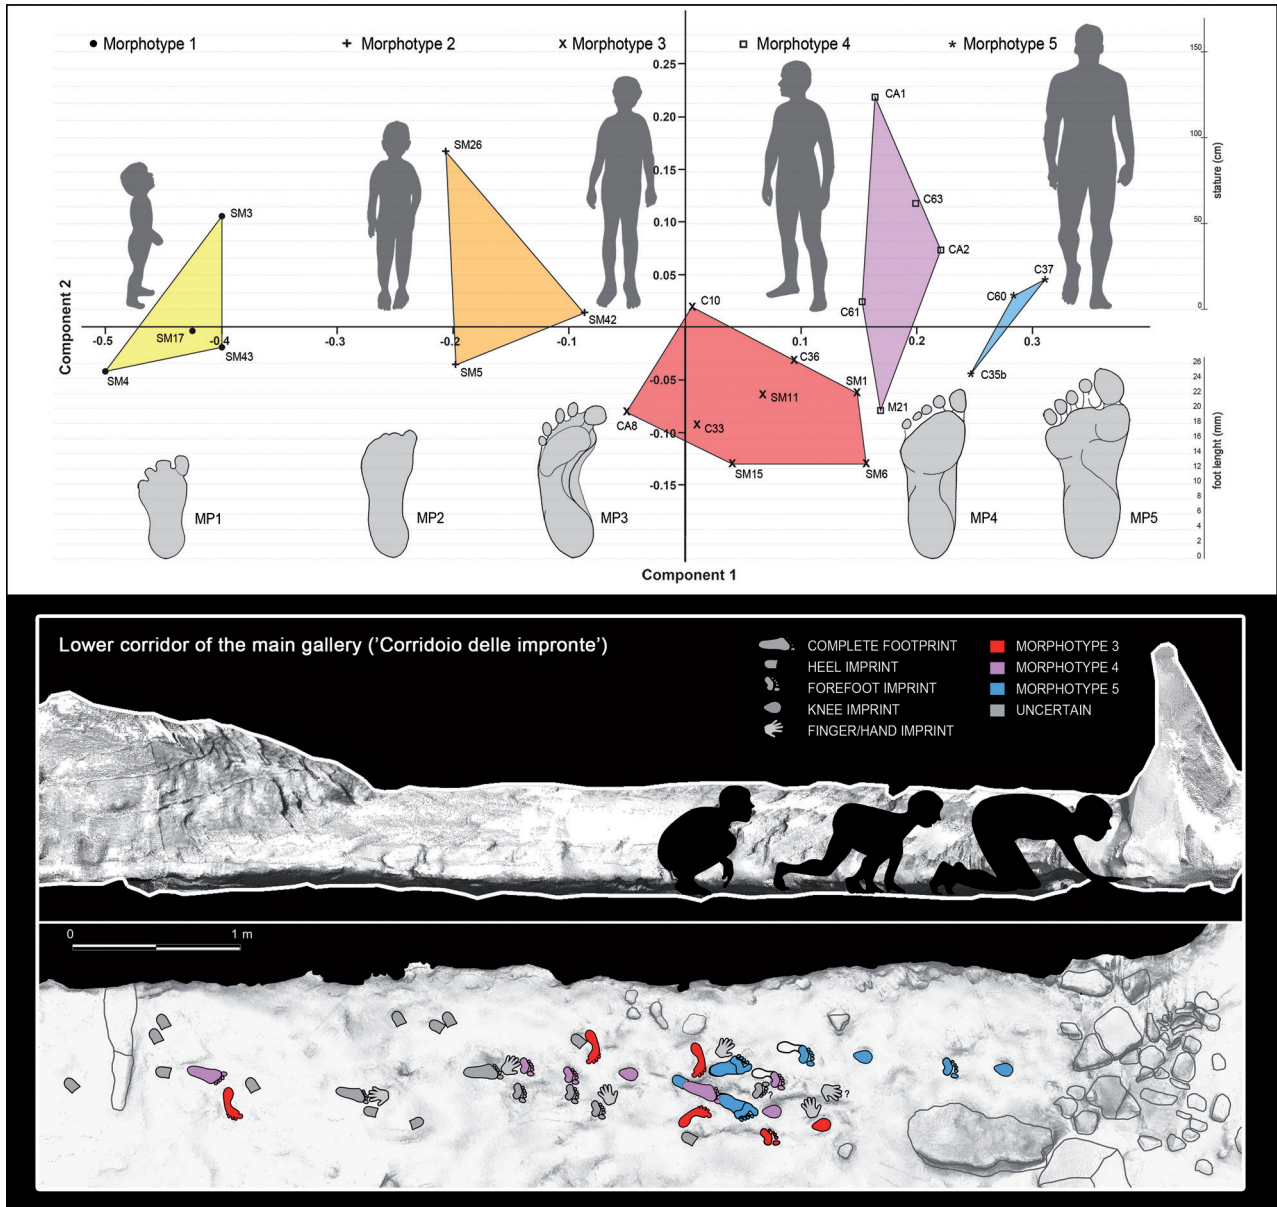 Morphotype 1
Morphotype 2
Morphotype 3
Morphotype 4
Morphotype 5
Component 2
Component 1
0.25
0.20
0.15
0.10
0.05
-0.05
-0.10
-0.15
-0.5
-0.4
-0.3
-0.2
-0.1
0.1
0.2
0.3
SM3
SM17
SM43
SM4
SM26
SM42
SM5
C10
C36
SM1
SM11
CA8
C33
SM15
SM6
CA1
C63
CA2
C61
M21
C37
C60
C35b
150
100
50
0
stature (cm)
26
24
22
20
18
16
14
12
10
8
6
4
2
0
foot lenght (mm)
MP1
MP2
MP3
MP4
MP5
Lower corridor of the main gallery ('Corridoio delle impronte')
COMPLETE FOOTPRINT
HEEL IMPRINT
FOREFOOT IMPRINT
KNEE IMPRINT
FINGER/HAND IMPRINT
MORPHOTYPE 3
MORPHOTYPE 4
MORPHOTYPE 5
UNCERTAIN
0 1 m
?
?